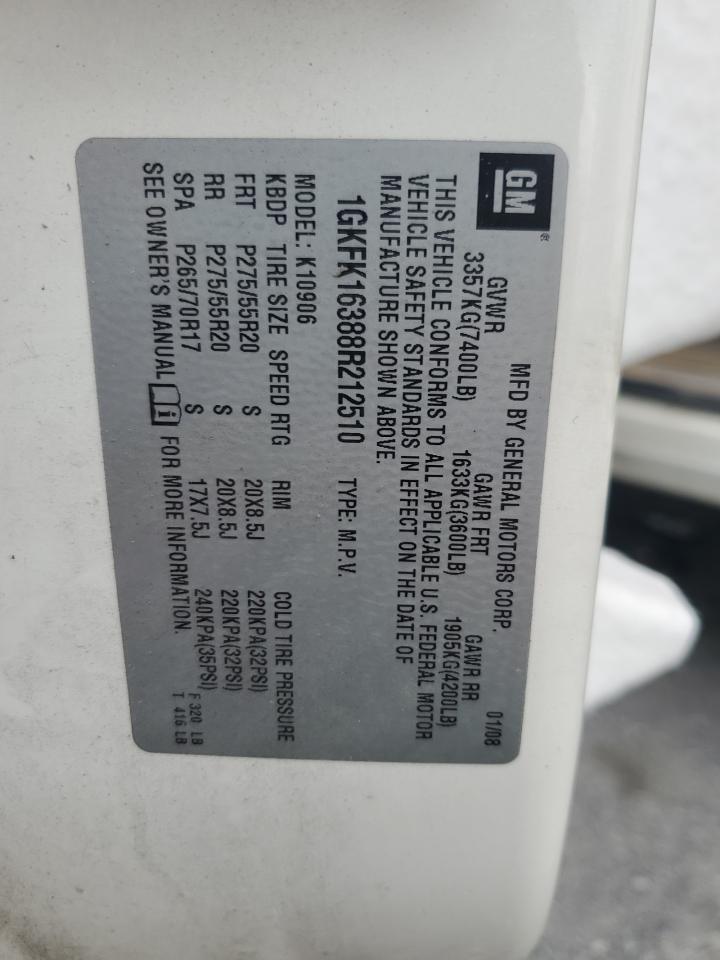 GM®
MFD BY GENERAL MOTORS CORP. 01/08
GVWR GAWR FRT GAWR RR
3357KG(7400LB) 1633KG(3600LB) 1905KG(4200LB)
THIS VEHICLE CONFORMS TO ALL APPLICABLE U.S. FEDERAL MOTOR
VEHICLE SAFETY STANDARDS IN EFFECT ON THE DATE OF
MANUFACTURE SHOWN ABOVE.
1GKFK16388R212510 TYPE: M.P.V.
MODEL: K10906
KBDP TIRE SIZE SPEED RTG RIM COLD TIRE PRESSURE
FRT P275/55R20 S 20X8.5J 220KPA(32PSI)
RR P275/55R20 S 20X8.5J 220KPA(32PSI)
SPA P265/70R17 S 17X7.5J 240KPA(35PSI) F 320 LB
SEE OWNER'S MANUAL i FOR MORE INFORMATION. T 416 LB